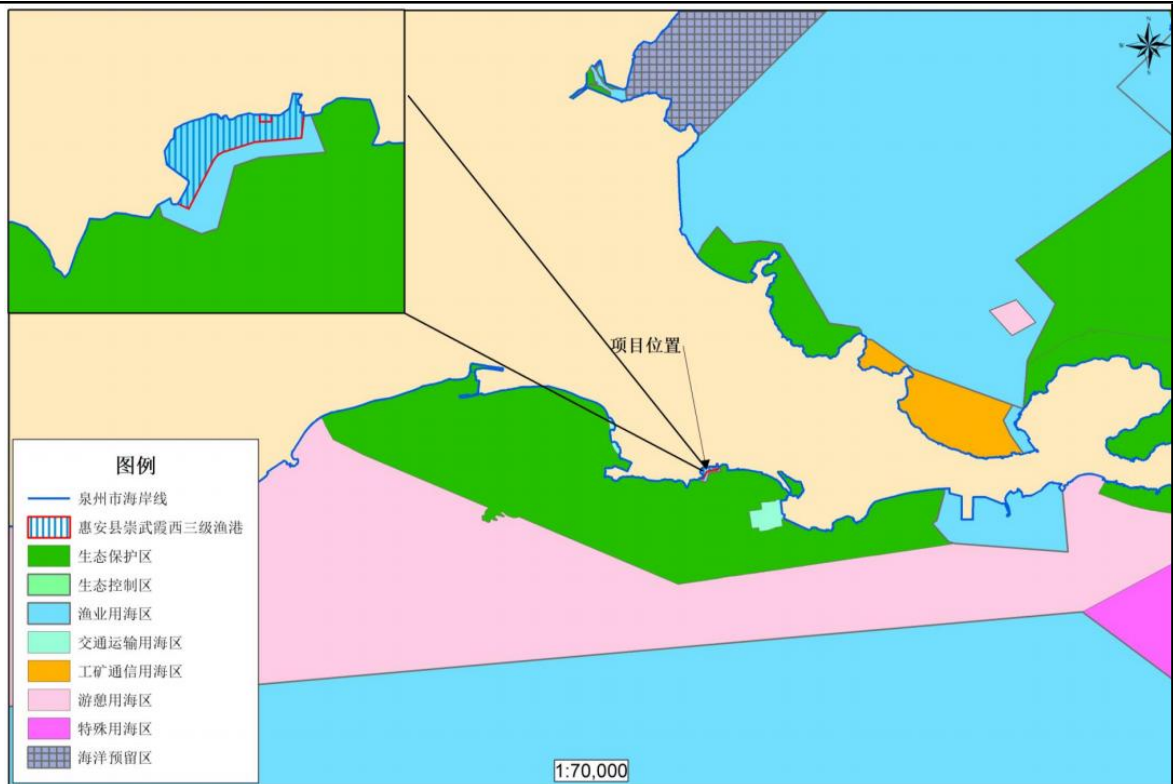 项目位置
图例
泉州市海岸线
惠安县崇武霞西三级渔港
生态保护区
生态控制区
渔业用海区
交通运输用海区
工矿通信用海区
游憩用海区
特殊用海区
海洋预留区
1:70,000